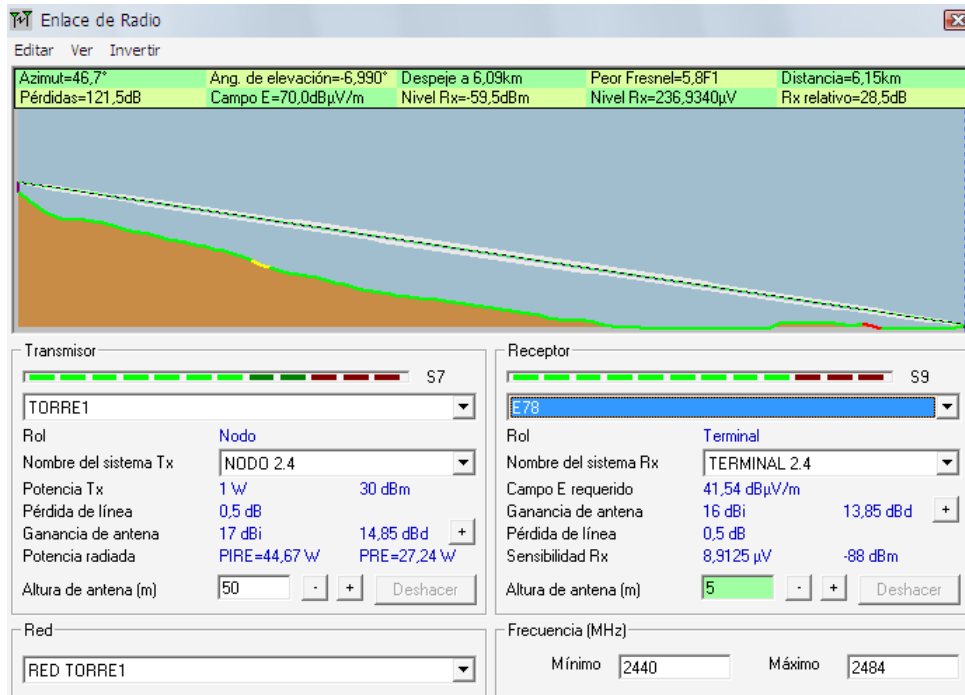 Enlace de Radio
Editar Ver Invertir
Azimut=46,7° Ang. de elevación=-6,990° Despeje a 6,09km Peor Fresnel=5,8F1 Distancia=6,15km
Pérdidas=121,5dB Campo E=70,0dBµV/m Nivel Rx=-59,5dBm Nivel Rx=236,9340µV Rx relativo=28,5dB
Transmisor
S7
TORRE1
Rol Nodo
Nombre del sistema Tx NODO 2.4
Potencia Tx 1 W 30 dBm
Pérdida de línea 0,5 dB
Ganancia de antena 17 dBi 14,85 dBd +
Potencia radiada PIRE=44,67 W PRE=27,24 W
Altura de antena (m) 50 - + Deshacer
Red
RED TORRE1
Receptor
S9
E78
Rol Terminal
Nombre del sistema Rx TERMINAL 2.4
Campo E requerido 41,54 dBµV/m
Ganancia de antena 16 dBi 13,85 dBd +
Pérdida de línea 0,5 dB
Sensibilidad Rx 8,9125 µV -88 dBm
Altura de antena (m) 5 - + Deshacer
Frecuencia (MHz)
Mínimo 2440 Máximo 2484